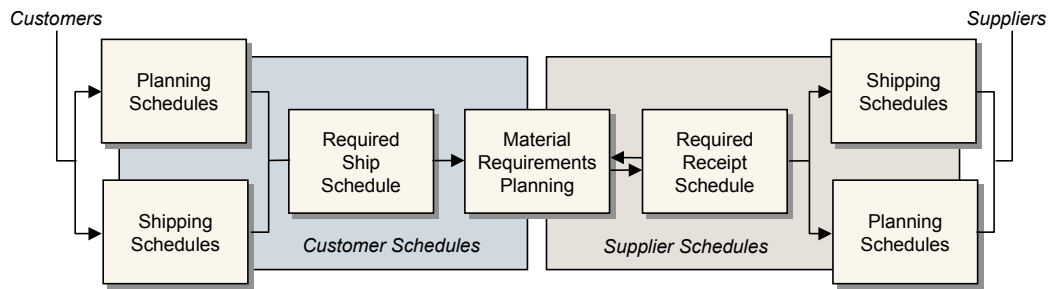 Customers
Suppliers
Planning
Schedules
Shipping
Schedules
Required
Ship
Schedule
Material
Requirements
Planning
Required
Receipt
Schedule
Shipping
Schedules
Planning
Schedules
Customer Schedules
Supplier Schedules